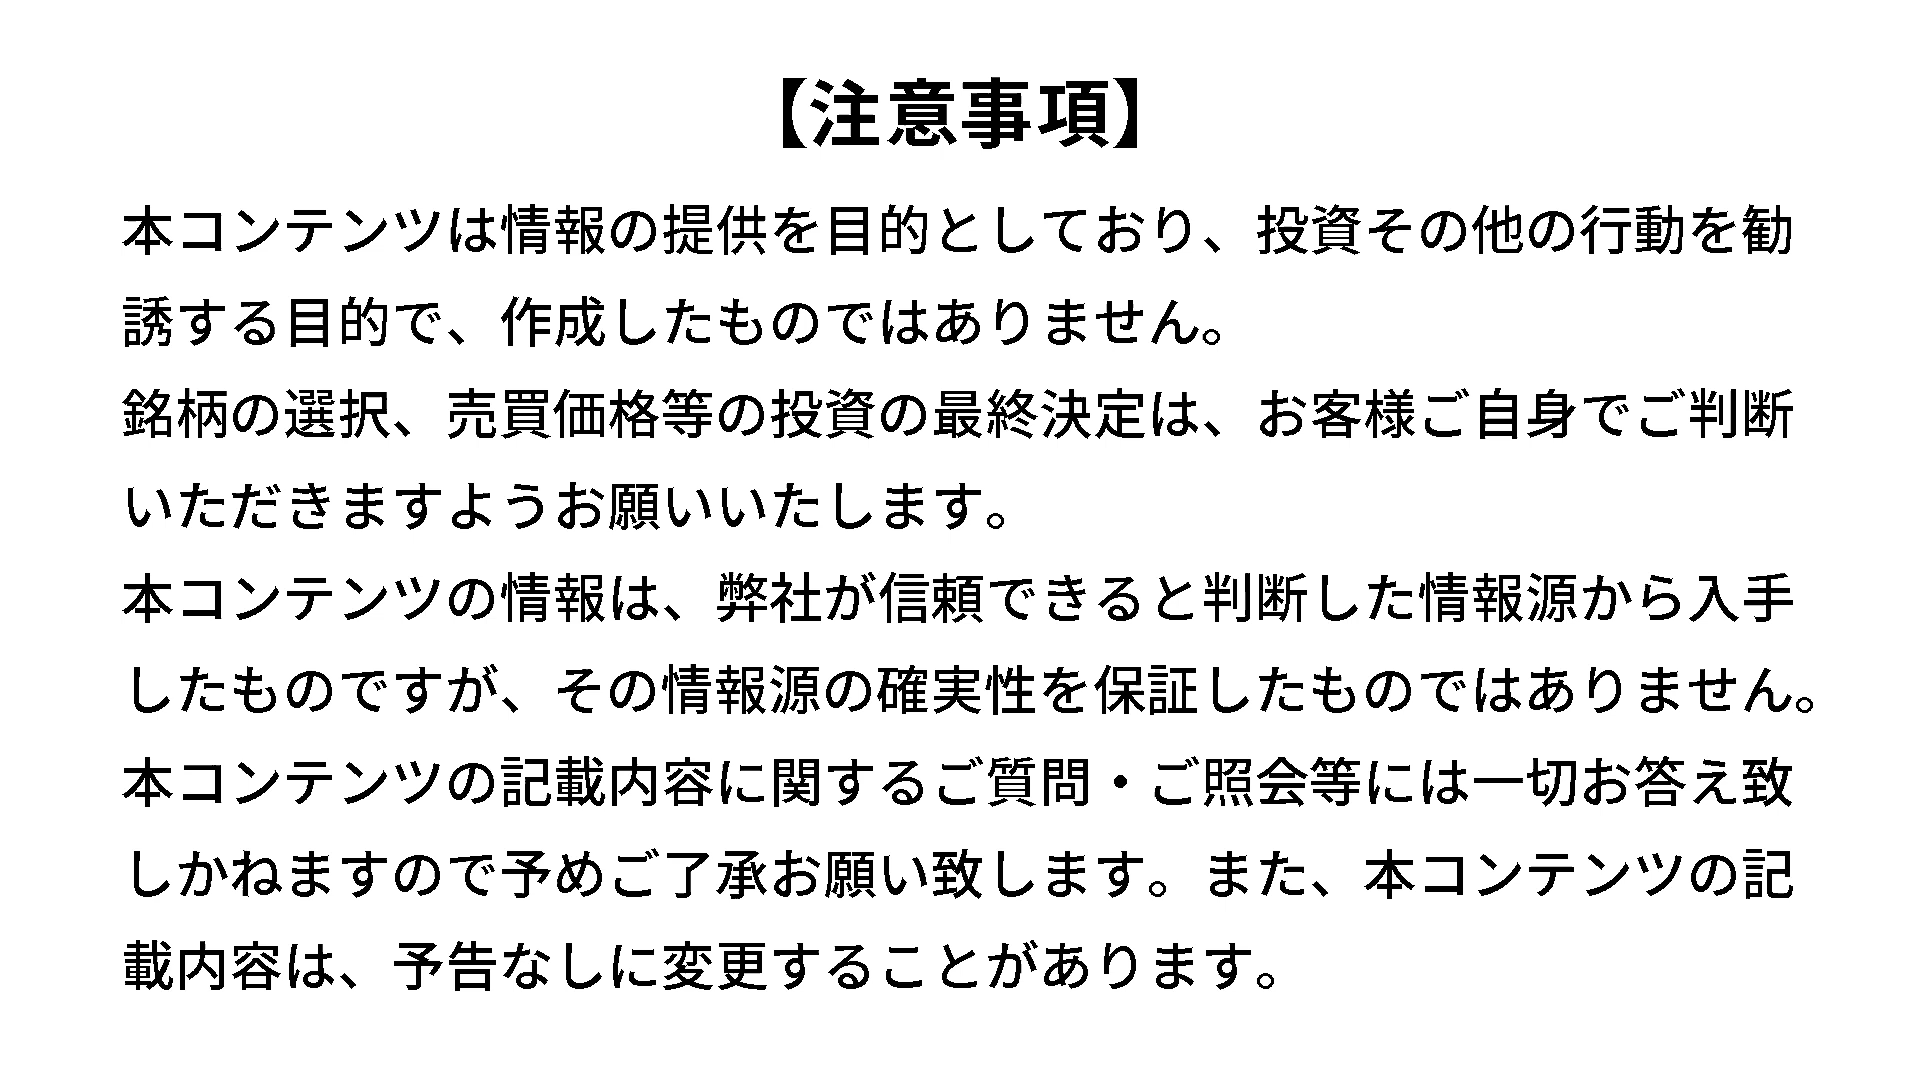 【注意事項】
本コンテンツは情報の提供を目的としており、投資その他の行動を勧
誘する目的で、作成したものではありません。
銘柄の選択、売買価格等の投資の最終決定は、お客様ご自身でご判断
いただきますようお願いいたします。
本コンテンツの情報は、弊社が信頼できると判断した情報源から入手
したものですが、その情報源の確実性を保証したものではありません。
本コンテンツの記載内容に関するご質問・ご照会等には一切お答え致
しかねますので予めご了承お願い致します。また、本コンテンツの記
載内容は、予告なしに変更することがあります。